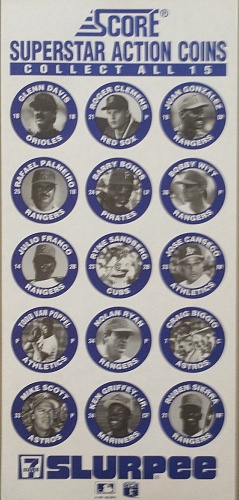 SCORE®
SUPERSTAR ACTION COINS
COLLECT ALL 15
GLENN DAVIS ROGER CLEMENS JUAN GONZALEZ
ORIOLES RED SOX RANGERS
RAFAEL PALMEIRO BARRY BONDS BOBBY WITT
RANGERS PIRATES RANGERS
JULIO FRANCO RYNE SANDBERG JOSE CANSECO
RANGERS CUBS ATHLETICS
TODD VAN POPPEL NOLAN RYAN CRAIG BIGGIO
ATHLETICS RANGERS ASTROS
MIKE SCOTT KEN GRIFFEY, JR. RUBEN SIERRA
ASTROS MARINERS RANGERS
7 ELEVEN SLURPEE